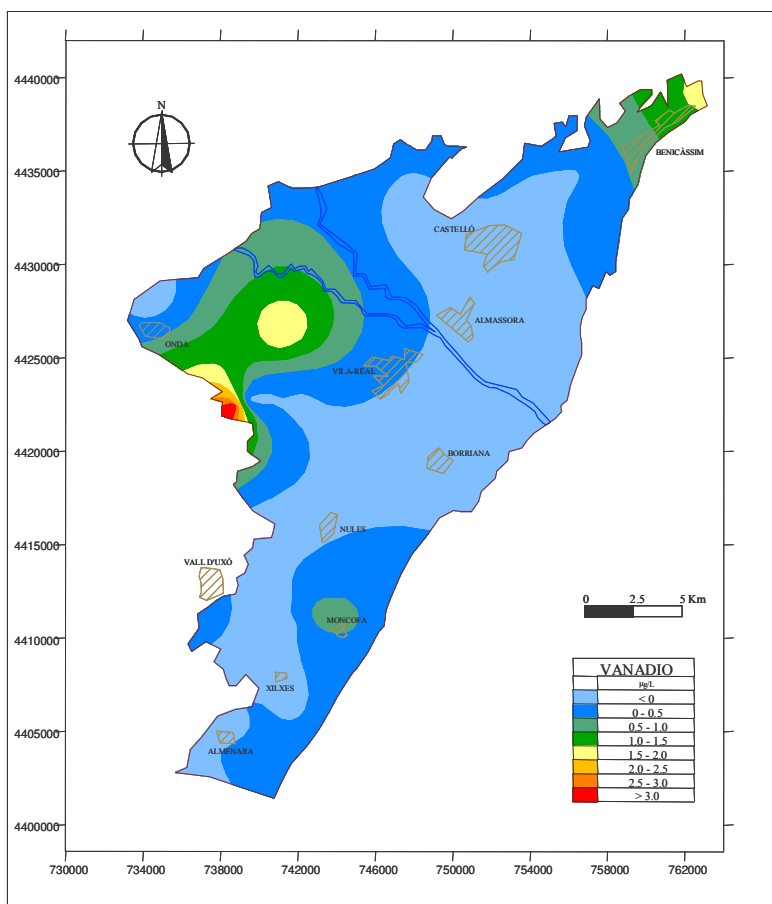 4440000
4435000
4430000
4425000
4420000
4415000
4410000
4405000
4400000
730000 734000 738000 742000 746000 750000 754000 758000 762000
N
BENICÀSSIM
CASTELLÓ
ALMASSORA
ONDA
VILA-REAL
BORRIANA
NULES
VALL D'UXÓ
MONCOFA
XILXES
ALMENARA
0 2.5 5 Km
VANADIO
µg/L
< 0
0 - 0.5
0.5 - 1.0
1.0 - 1.5
1.5 - 2.0
2.0 - 2.5
2.5 - 3.0
> 3.0